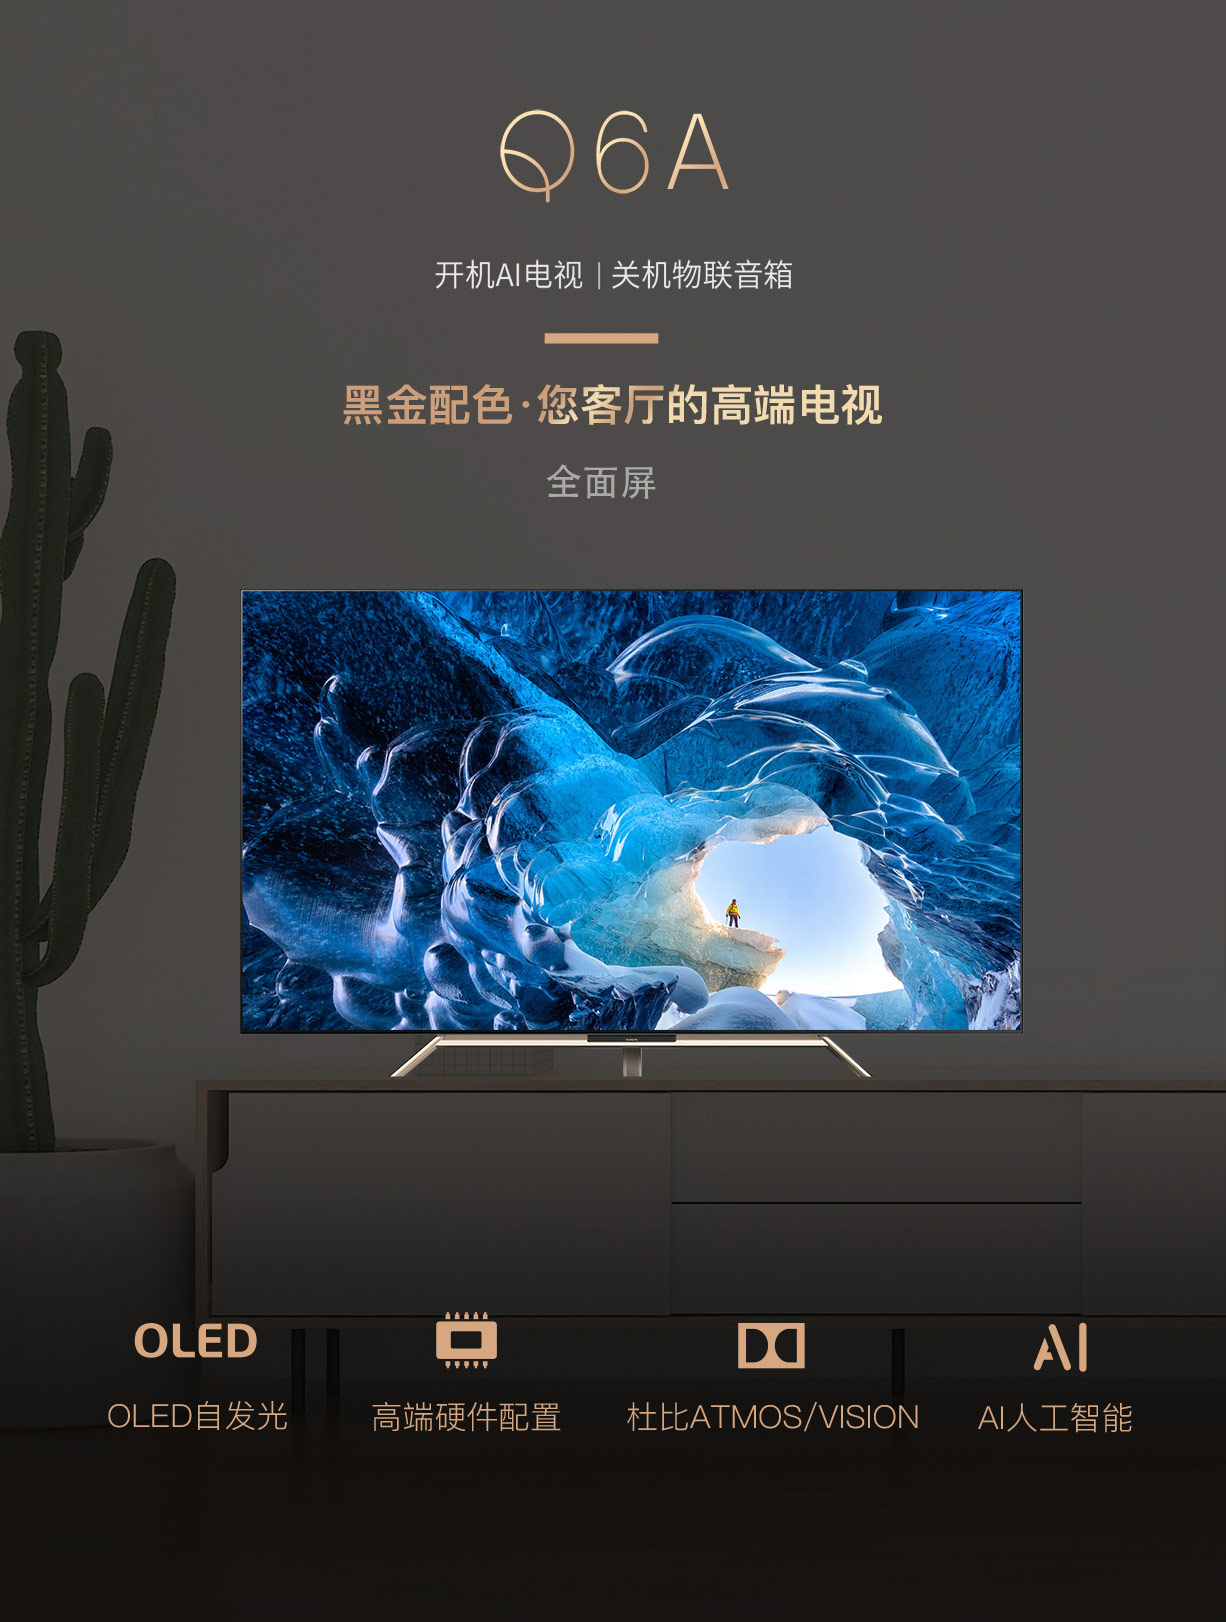 Q6A
开机AI电视 | 关机物联音箱
黑金配色·您客厅的高端电视
全面屏
OLED
AI
OLED自发光
高端硬件配置
杜比ATMOS/VISION
AI人工智能